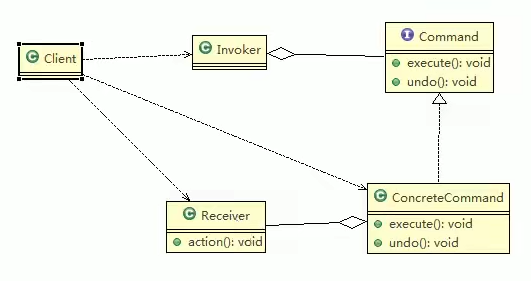 Client
Invoker
Command
execute(): void
undo(): void
Receiver
action(): void
ConcreteCommand
execute(): void
undo(): void